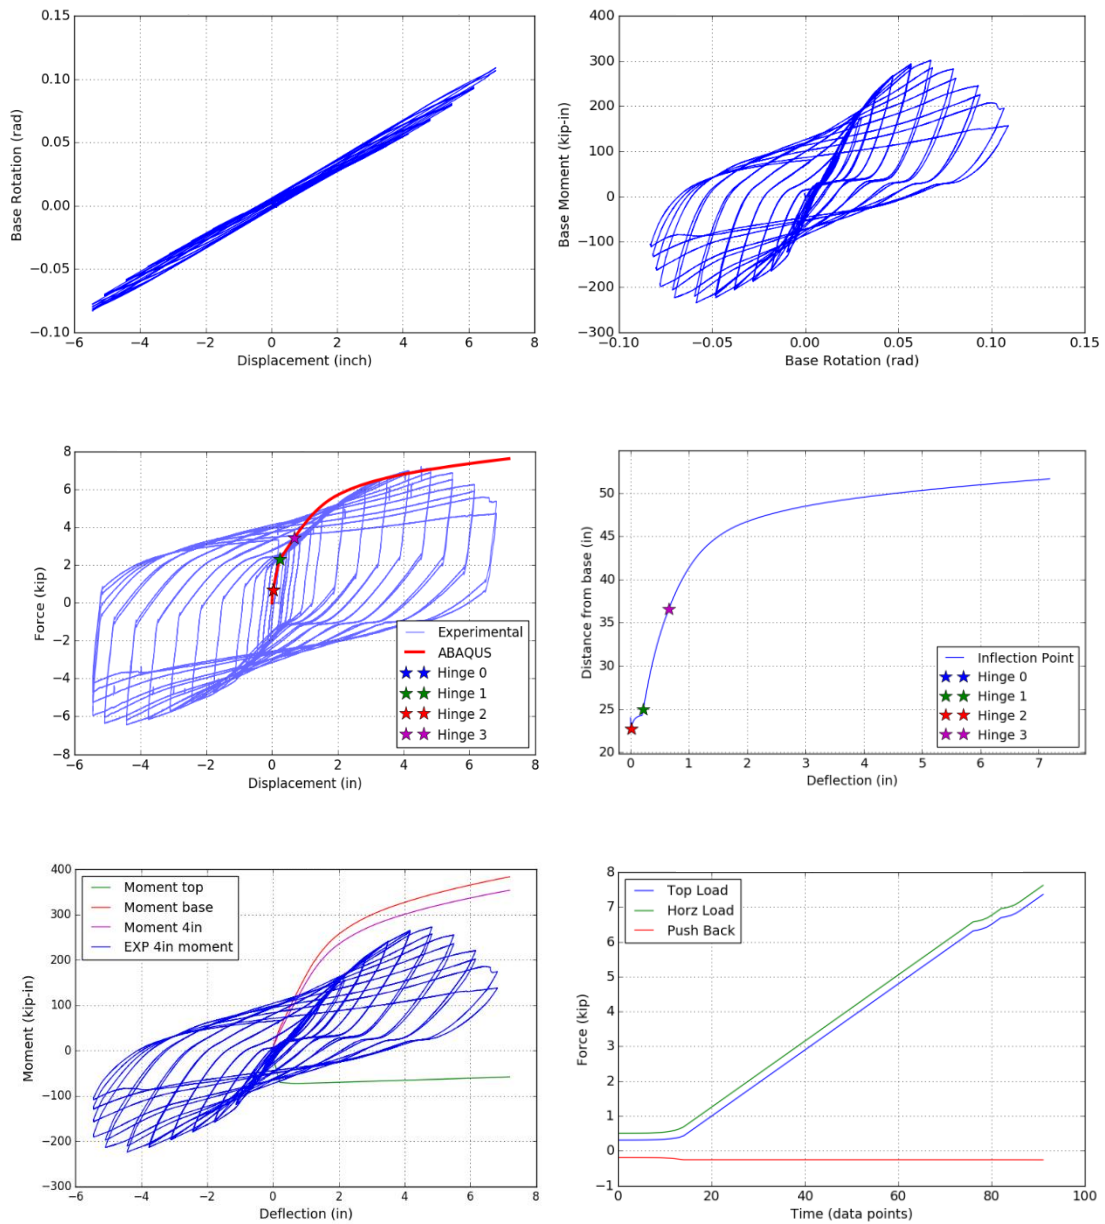 0.15
0.10
0.05
0.00
−0.05
−0.10
−6 −4 −2 0 2 4 6 8
Displacement (inch)
Base Rotation (rad)
400
300
200
100
0
−100
−200
−300
−0.10 −0.05 0.00 0.05 0.10 0.15
Base Rotation (rad)
Base Moment (kip-in)
8
6
4
2
0
−2
−4
−6
−8
−6 −4 −2 0 2 4 6 8
Displacement (in)
Force (kip)
Experimental
ABAQUS
Hinge 0
Hinge 1
Hinge 2
Hinge 3
50
45
40
35
30
25
20
0 1 2 3 4 5 6 7
Deflection (in)
Distance from base (in)
Inflection Point
Hinge 0
Hinge 1
Hinge 2
Hinge 3
400
300
200
100
0
−100
−200
−300
−6 −4 −2 0 2 4 6 8
Deflection (in)
Moment (kip-in)
Moment top
Moment base
Moment 4in
EXP 4in moment
8
7
6
5
4
3
2
1
0
−1
0 20 40 60 80 100
Time (data points)
Force (kip)
Top Load
Horz Load
Push Back